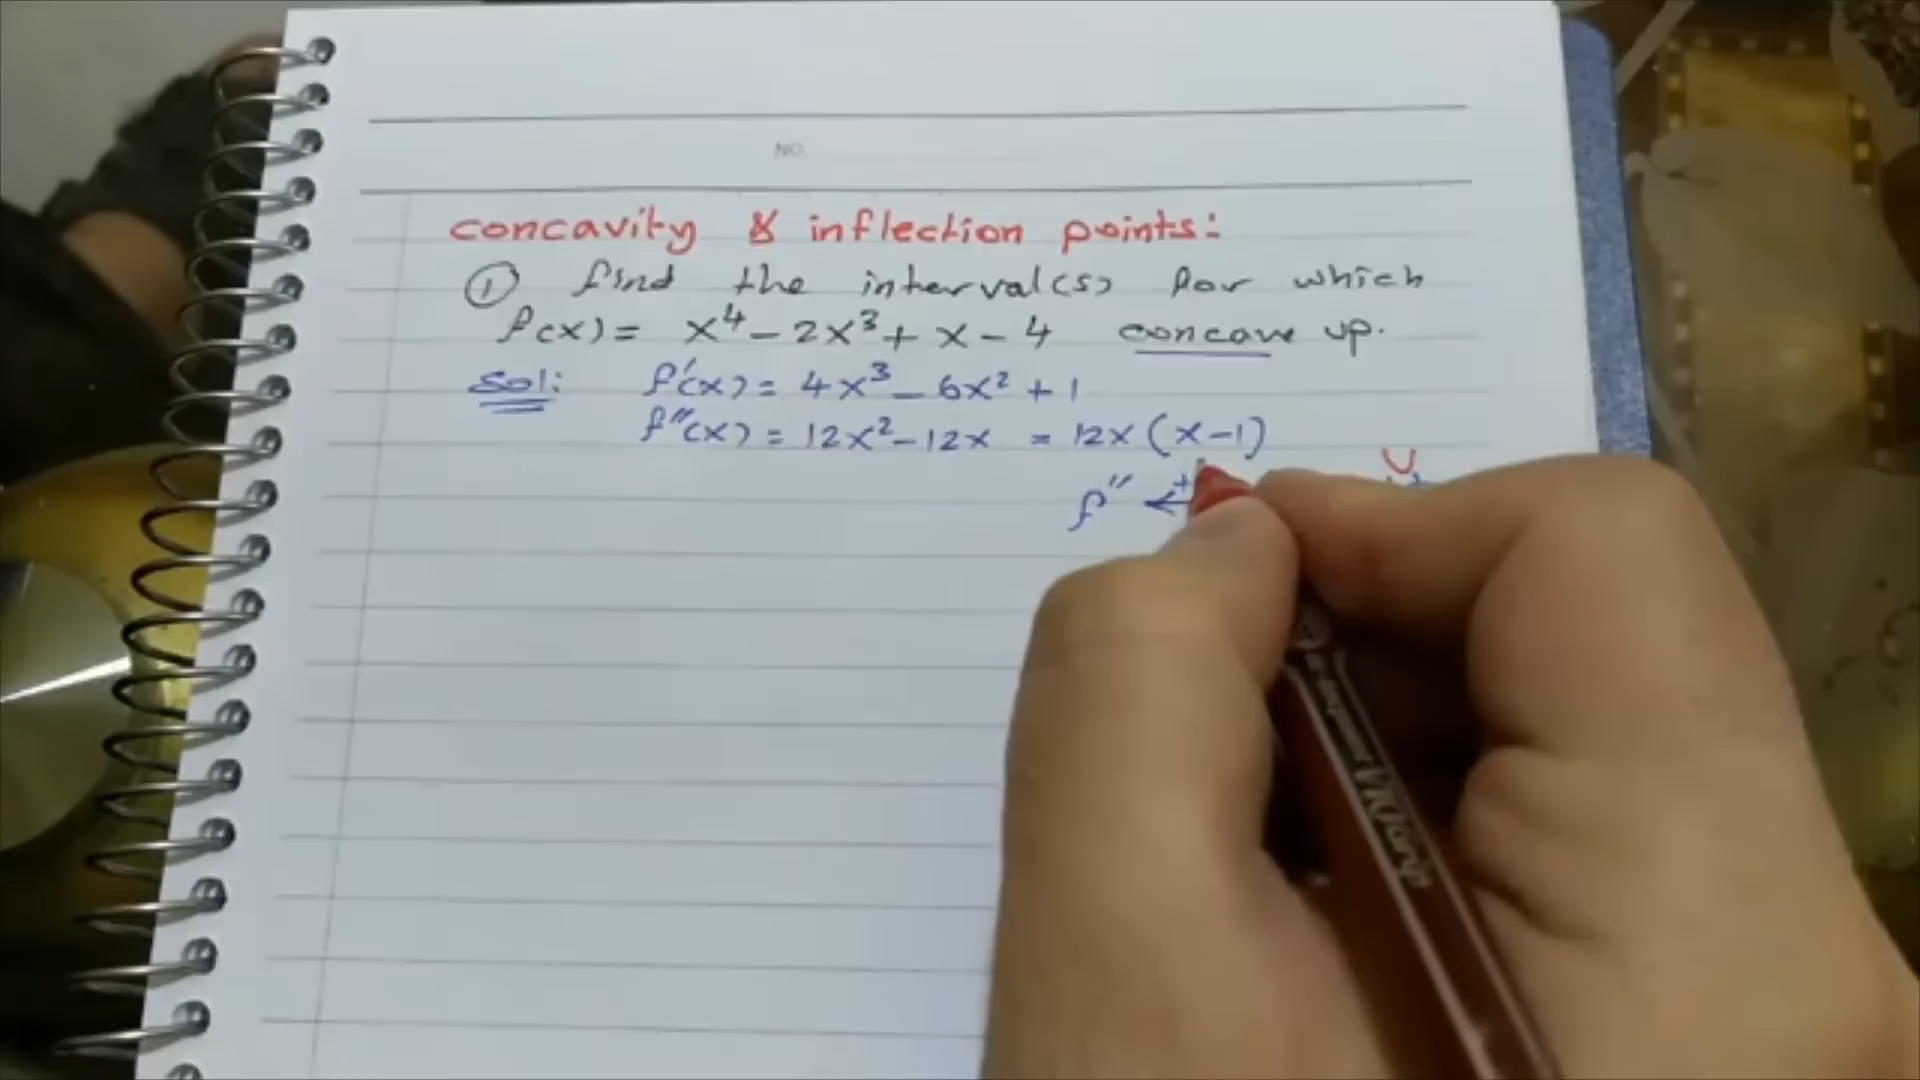 NO.
concavity & inflection points:
① find the interval(s) for which
f(x) = x⁴ - 2x³ + x - 4 concave up.
Sol: f'(x) = 4x³ - 6x² + 1
f''(x) = 12x² - 12x = 12x (x-1)
f'' ← +